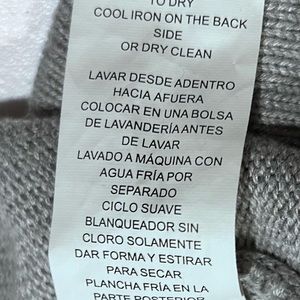 TO DRY
COOL IRON ON THE BACK
SIDE
OR DRY CLEAN
LAVAR DESDE ADENTRO
HACIA AFUERA
COLOCAR EN UNA BOLSA
DE LAVANDERÍA ANTES
DE LAVAR
LAVADO A MÁQUINA CON
AGUA FRÍA POR
SEPARADO
CICLO SUAVE
BLANQUEADOR SIN
CLORO SOLAMENTE
DAR FORMA Y ESTIRAR
PARA SECAR
PLANCHA FRÍA EN LA
PARTE POSTERIOR